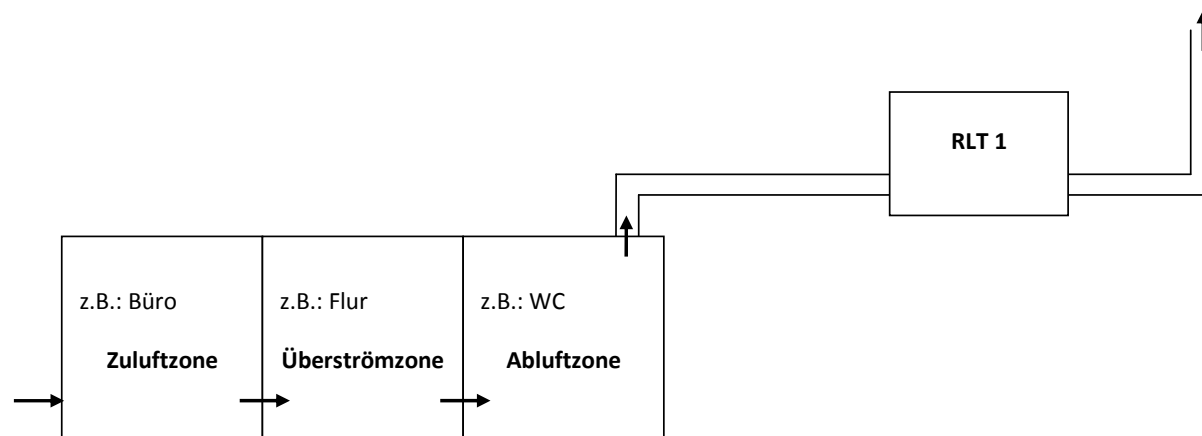 RLT 1
z.B.: Büro
z.B.: Flur
z.B.: WC
Zuluftzone
Überströmzone
Abluftzone